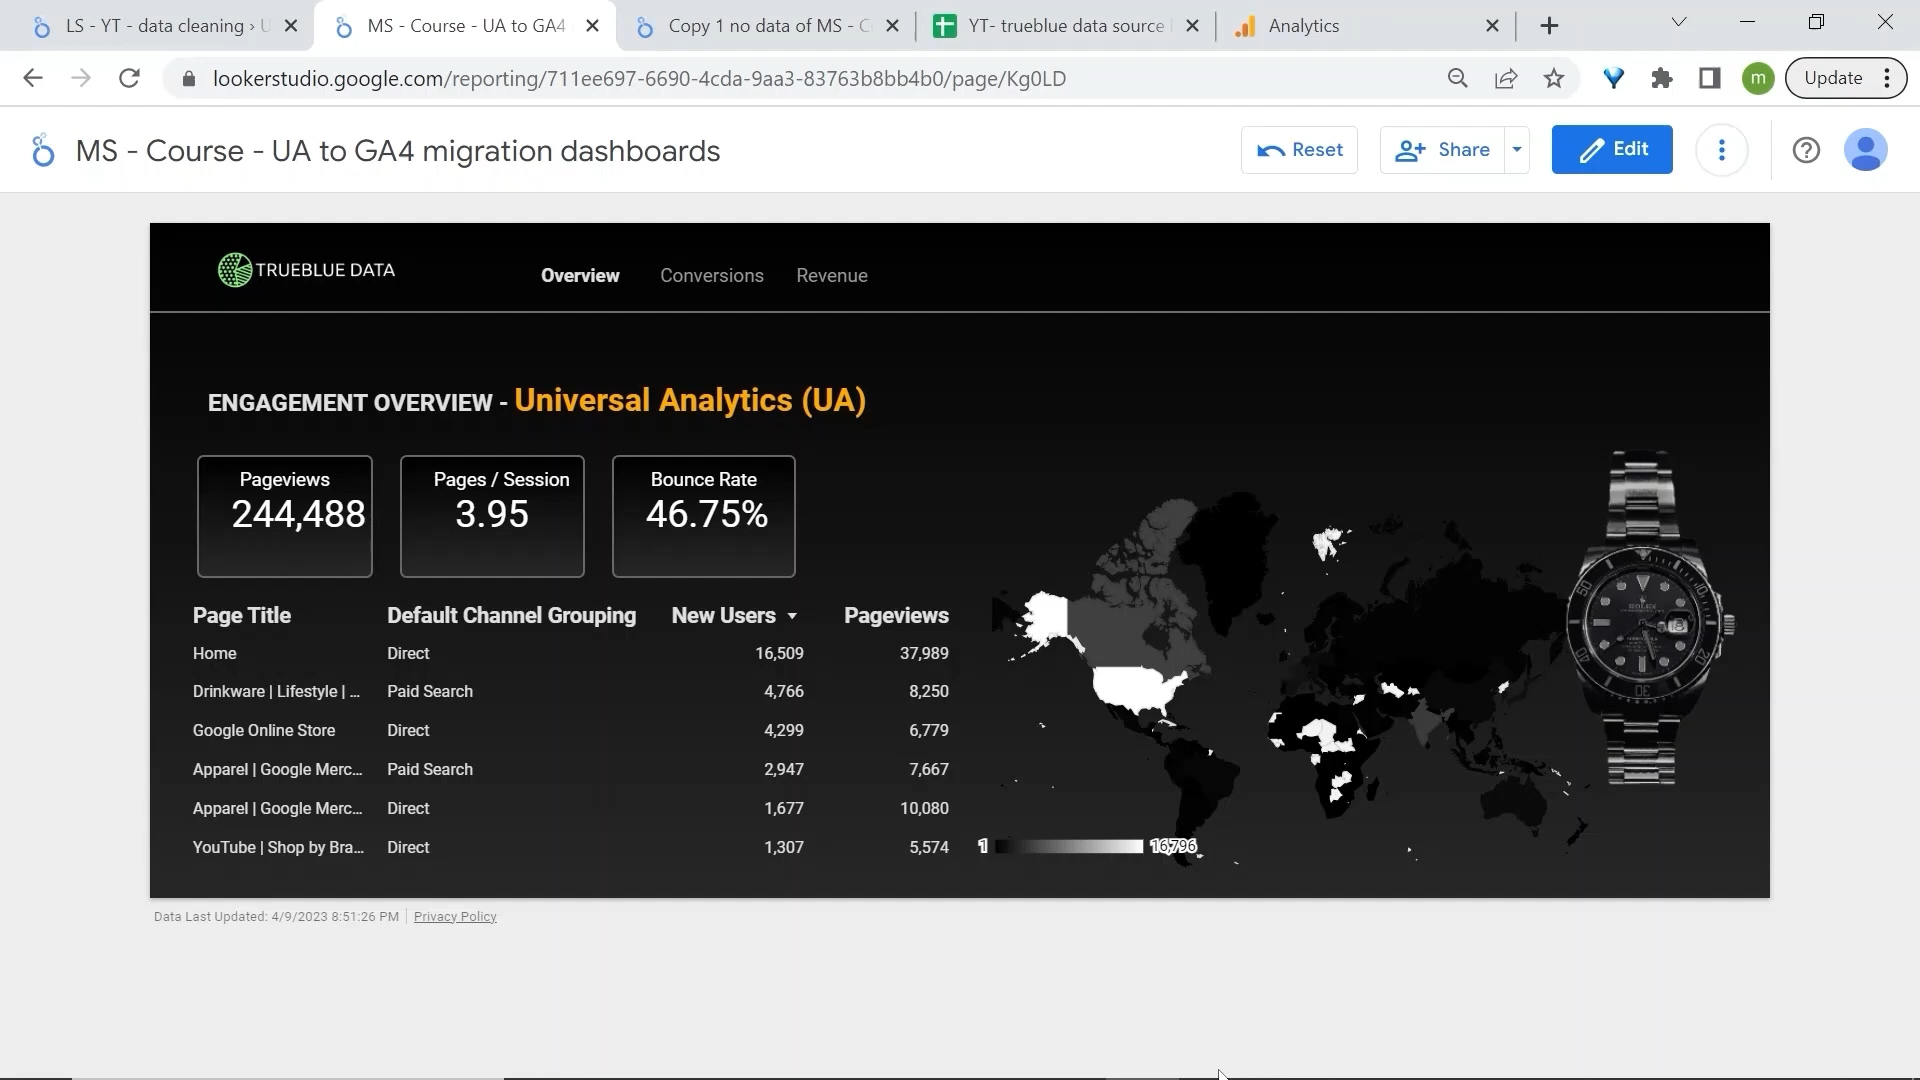 LS - YT - data cleaning › U
MS - Course - UA to GA4
Copy 1 no data of MS - C
YT- trueblue data source
Analytics
lookerstudio.google.com/reporting/711ee697-6690-4cda-9aa3-83763b8bb4b0/page/Kg0LD
m
Update
MS - Course - UA to GA4 migration dashboards
Reset
Share
Edit
TRUEBLUE DATA
Overview
Conversions
Revenue
ENGAGEMENT OVERVIEW - Universal Analytics (UA)
Pageviews
244,488
Pages / Session
3.95
Bounce Rate
46.75%
Page Title Default Channel Grouping New Users Pageviews
Home Direct 16,509 37,989
Drinkware | Lifestyle | ... Paid Search 4,766 8,250
Google Online Store Direct 4,299 6,779
Apparel | Google Merc... Paid Search 2,947 7,667
Apparel | Google Merc... Direct 1,677 10,080
YouTube | Shop by Bra... Direct 1,307 5,574
1 16,796
ROLEX
Data Last Updated: 4/9/2023 8:51:26 PM Privacy Policy